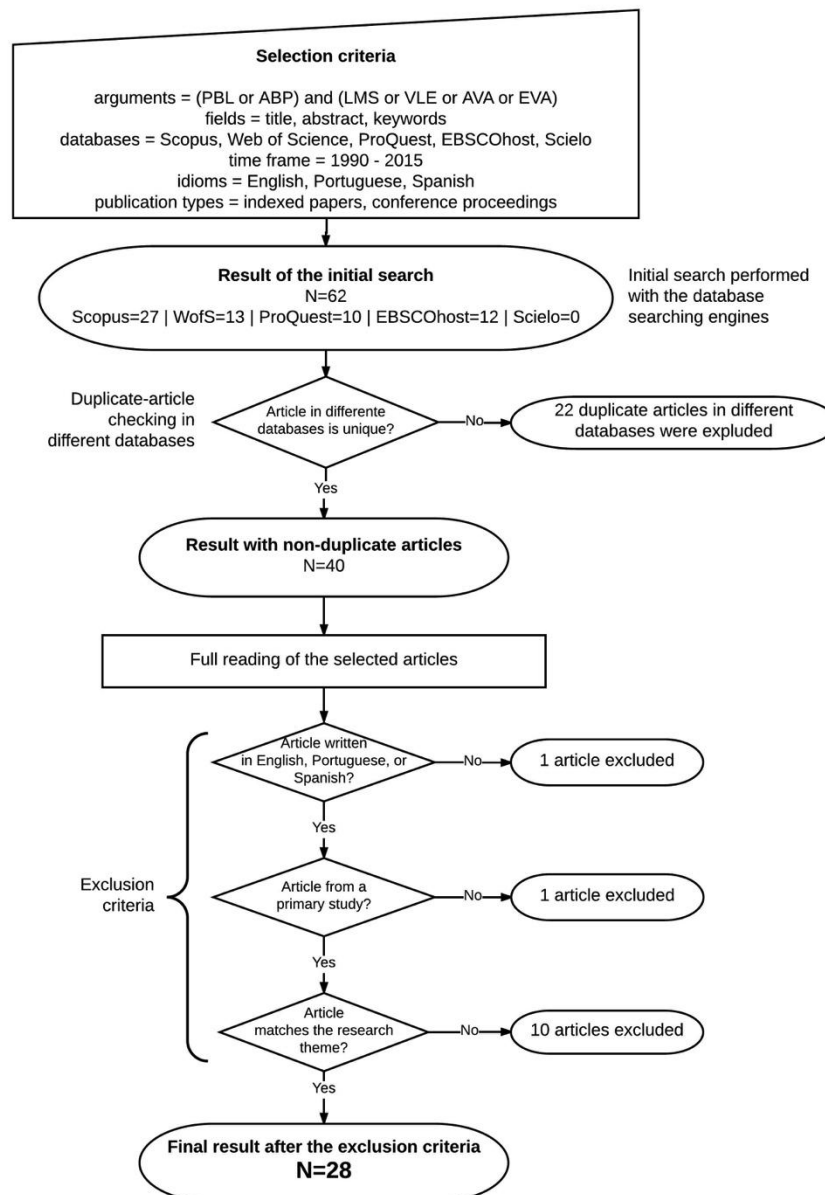 Selection criteria
arguments = (PBL or ABP) and (LMS or VLE or AVA or EVA)
fields = title, abstract, keywords
databases = Scopus, Web of Science, ProQuest, EBSCOhost, Scielo
time frame = 1990 - 2015
idioms = English, Portuguese, Spanish
publication types = indexed papers, conference proceedings
Result of the initial search
N=62
Scopus=27 | WofS=13 | ProQuest=10 | EBSCOhost=12 | Scielo=0
Initial search performed
with the database
searching engines
Duplicate-article
checking in
different databases
Article in differente
databases is unique?
No
22 duplicate articles in different
databases were expluded
Yes
Result with non-duplicate articles
N=40
Full reading of the selected articles
Exclusion
criteria
Article written
in English, Portuguese, or
Spanish?
No
1 article excluded
Yes
Article from a
primary study?
No
1 article excluded
Yes
Article
matches the research
theme?
No
10 articles excluded
Yes
Final result after the exclusion criteria
N=28